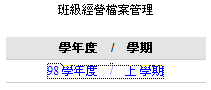 班級經營檔案管理
學年度 / 學期
98 學年度 / 上 學期